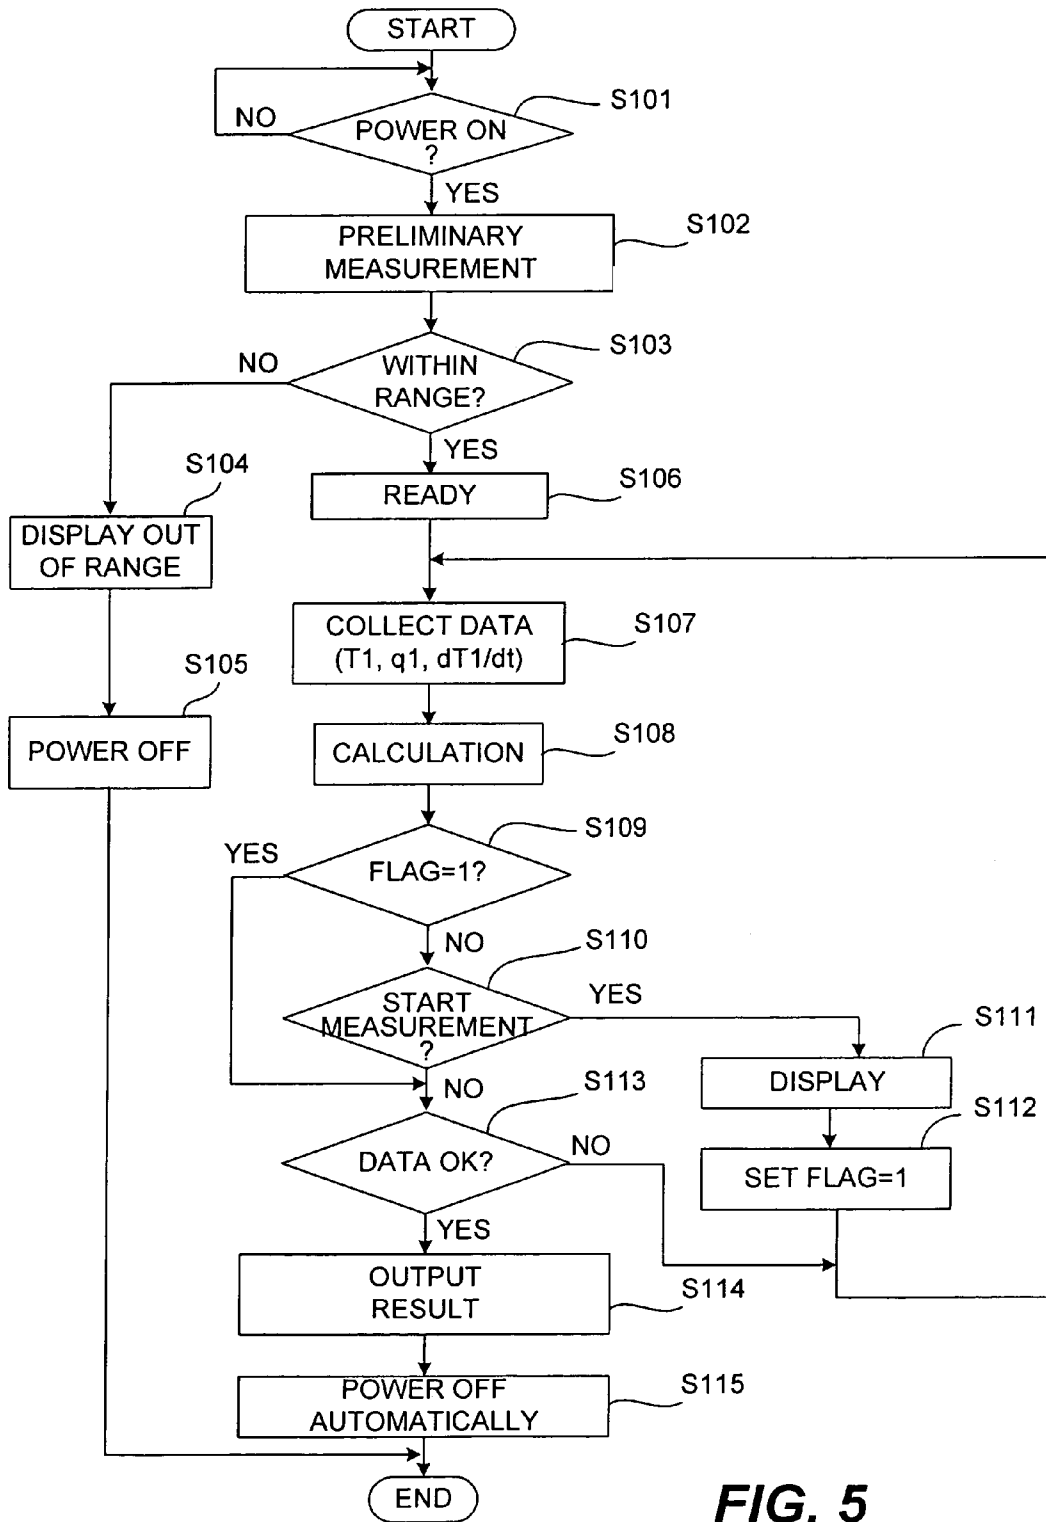 START
S101
NO
POWER ON
?
YES
S102
PRELIMINARY
MEASUREMENT
S103
NO
WITHIN
RANGE?
YES
S104
S106
READY
DISPLAY OUT
OF RANGE
S107
COLLECT DATA
(T1, q1, dT1/dt)
S105
POWER OFF
S108
CALCULATION
S109
YES
FLAG=1?
NO
S110
START
MEASUREMENT
?
YES
S111
DISPLAY
NO
S113
S112
DATA OK?
NO
SET FLAG=1
YES
OUTPUT
RESULT
S114
POWER OFF
AUTOMATICALLY
S115
END
FIG. 5